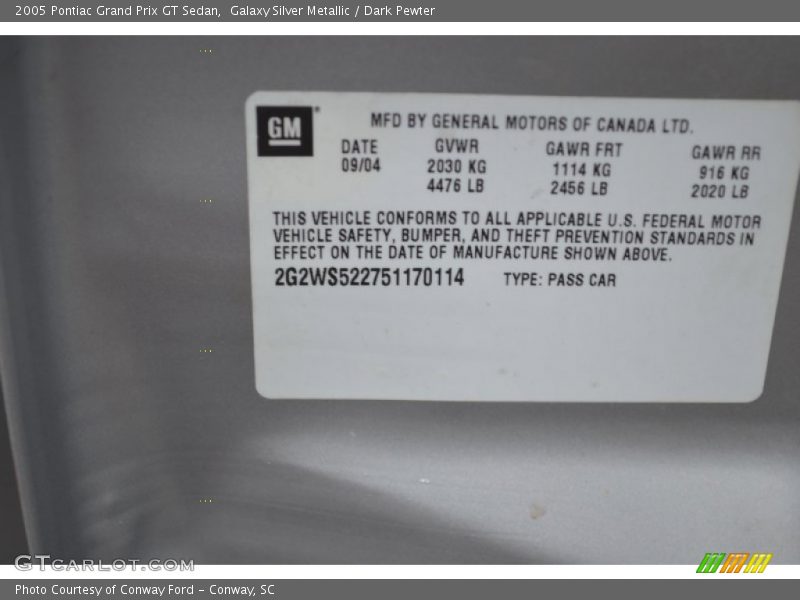 2005 Pontiac Grand Prix GT Sedan,  Galaxy Silver Metallic / Dark Pewter
GM
MFD BY GENERAL MOTORS OF CANADA LTD.
DATE GVWR GAWR FRT GAWR RR
09/04 2030 KG 1114 KG 916 KG
4476 LB 2456 LB 2020 LB
THIS VEHICLE CONFORMS TO ALL APPLICABLE U.S. FEDERAL MOTOR
VEHICLE SAFETY, BUMPER, AND THEFT PREVENTION STANDARDS IN
EFFECT ON THE DATE OF MANUFACTURE SHOWN ABOVE.
2G2WS522751170114 TYPE: PASS CAR
GTCARLOT.COM
Photo Courtesy of Conway Ford - Conway, SC